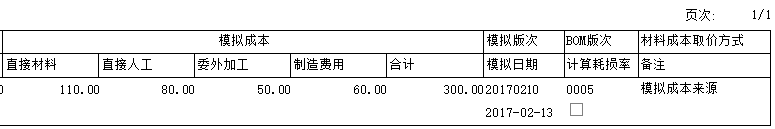 页次: 1/1
模拟成本 模拟版次 BOM版次 材料成本取价方式
直接材料 直接人工 委外加工 制造费用 合计 模拟日期 计算耗损率 备注
0 110.00 80.00 50.00 60.00 300.00 20170210 0005 模拟成本来源
2017-02-13